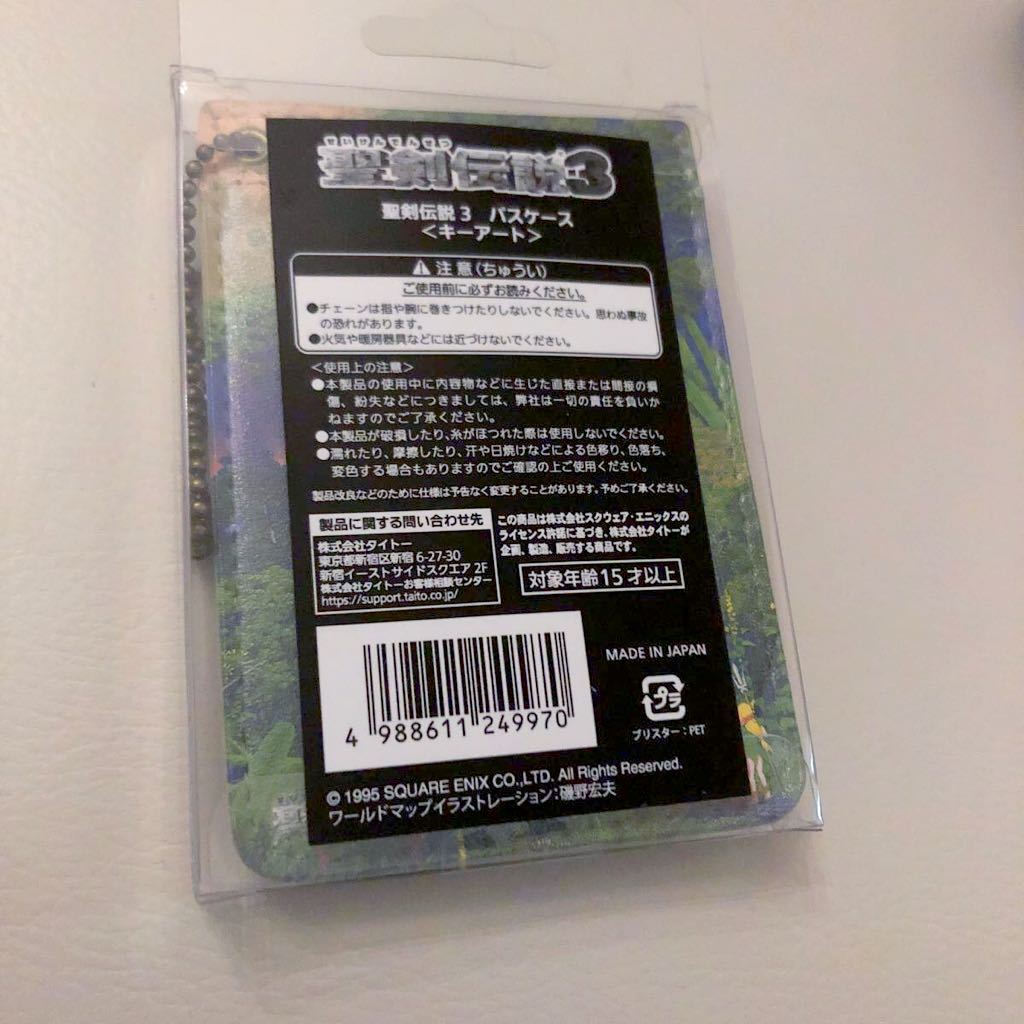 せいけんでんせつ
聖剣伝説3
聖剣伝説3 パスケース
＜キーアート＞
⚠注意(ちゅうい)
ご使用前に必ずお読みください。
●チェーンは指や腕に巻きつけたりしないでください。思わぬ事故
の恐れがあります。
●火気や暖房器具などには近づけないでください。
＜使用上の注意＞
●本製品の使用中に内容物などに生じた直接または間接の損
傷、紛失などにつきましては、弊社は一切の責任を負いか
ねますのでご了承ください。
●本製品が破損したり、糸がほつれた際は使用しないでください。
●濡れたり、摩擦したり、汗や日焼けなどによる色移り、色落ち、
変色する場合もありますのでご確認の上ご使用ください。
製品改良などのために仕様は予告なく変更することがあります。予めご了承ください。
製品に関する問い合わせ先
株式会社タイトー
東京都新宿区新宿6-27-30
新宿イーストサイドスクエア 2F
株式会社タイトーお客様相談センター
https://support.taito.co.jp/
この商品は株式会社スクウェア・エニックスの
ライセンス許諾に基づき、株式会社タイトーが
企画、製造、販売する商品です。
対象年齢15才以上
4 988611 249970
MADE IN JAPAN
プラ
ブリスター：PET
© 1995 SQUARE ENIX CO.,LTD. All Rights Reserved.
ワールドマップイラストレーション：磯野宏夫